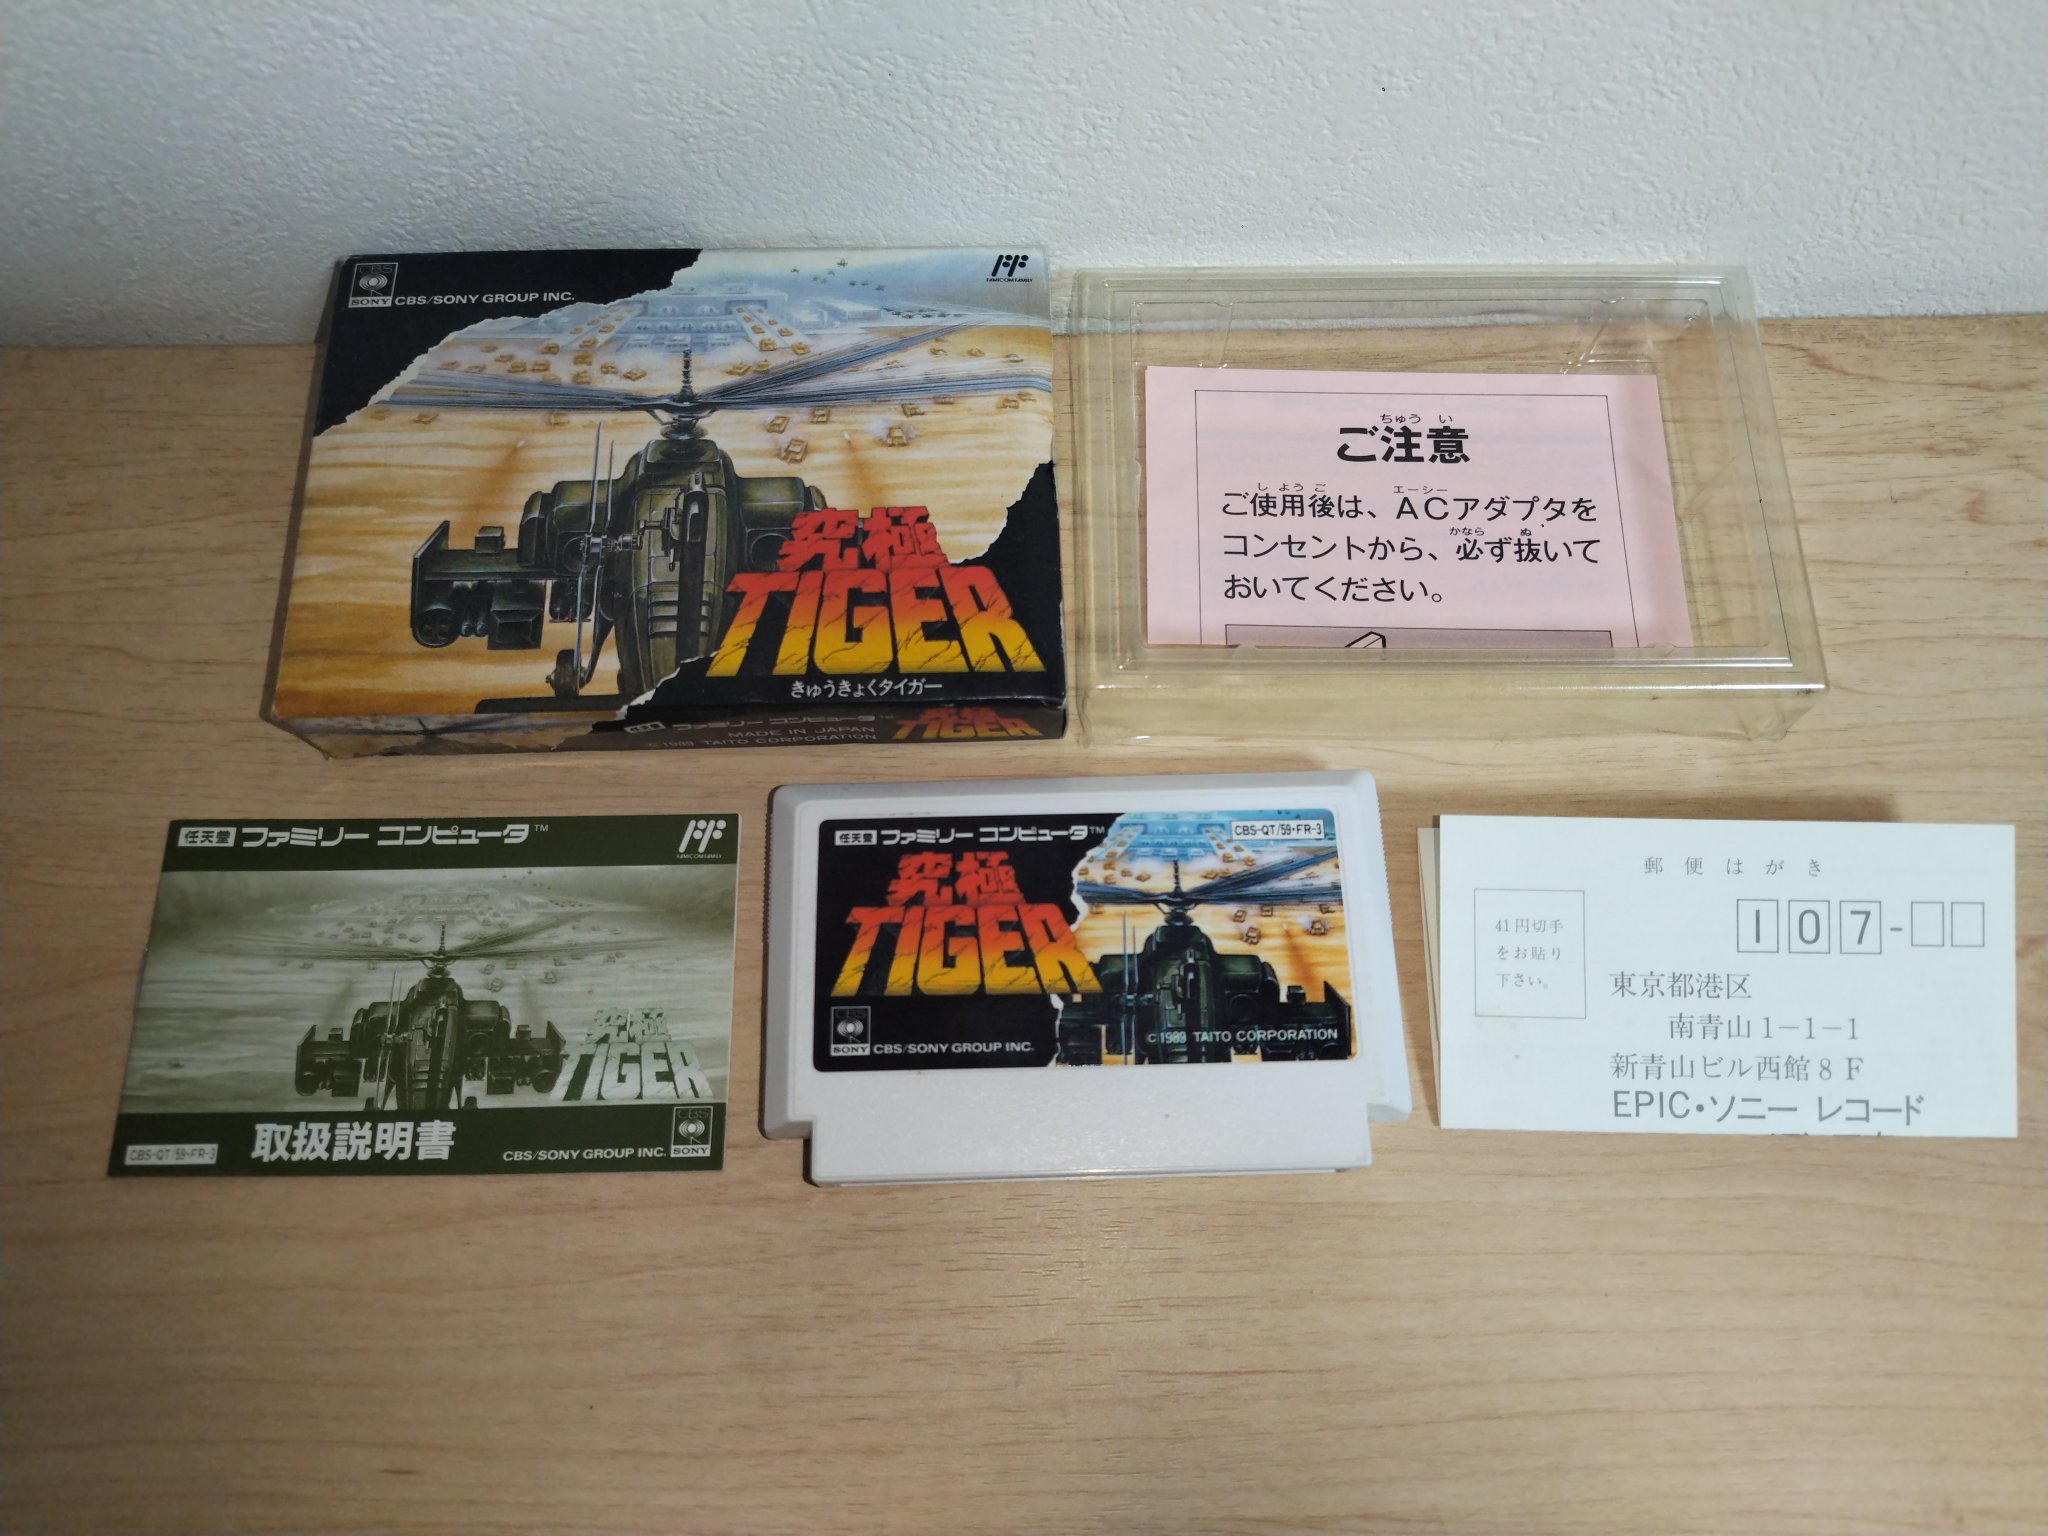 CBS
SONY
CBS/SONY GROUP INC.
FAMICOM FAMILY
究極
TIGER
きゅうきょくタイガー
ファミリー コンピュータ™
MADE IN JAPAN
©1989 TAITO CORPORATION
究極
TIGER
ちゅうい
ご注意
しようご エーシー
ご使用後は、ACアダプタを
かなら ぬ
コンセントから、必ず抜いて
おいてください。
任天堂 ファミリー コンピュータ™
FAMICOM FAMILY
究極
TIGER
取扱説明書
CBS-QT/59・FR-3
CBS/SONY GROUP INC.
CBS
SONY
任天堂 ファミリー コンピュータ™
CBS-QT/59・FR-3
究極
TIGER
CBS
SONY
CBS/SONY GROUP INC.
©1989 TAITO CORPORATION
郵便はがき
41円切手
をお貼り
下さい。
107-
東京都港区
南青山1-1-1
新青山ビル西館8F
EPIC・ソニー レコード